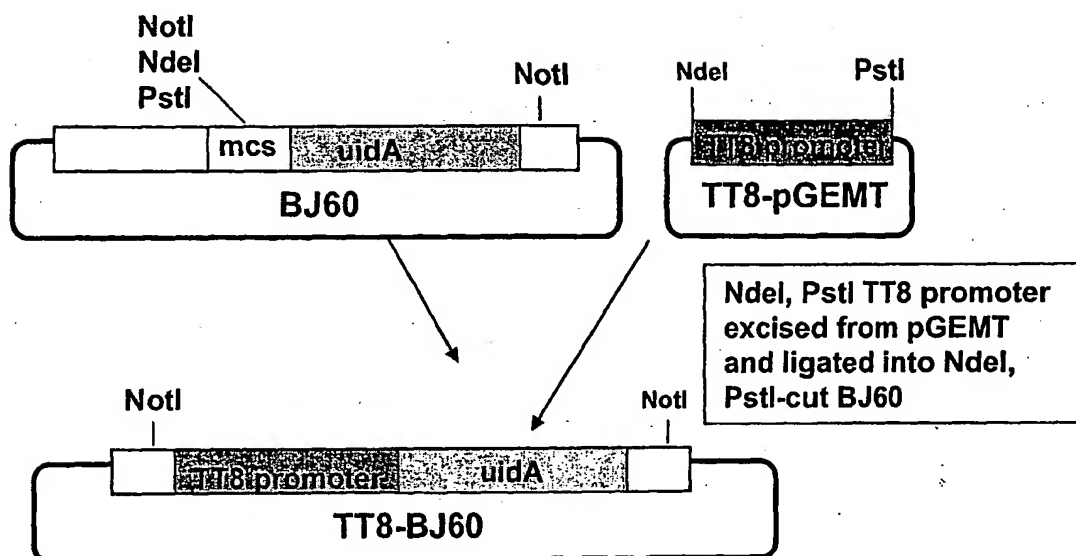 NotI
NdeI
PstI
NotI
NdeI
PstI
mcs
uidA
TT8 promoter
BJ60
TT8-pGEMT
NdeI, PstI TT8 promoter
excised from pGEMT
and ligated into NdeI,
PstI-cut BJ60
NotI
NotI
TT8 promoter
uidA
TT8-BJ60